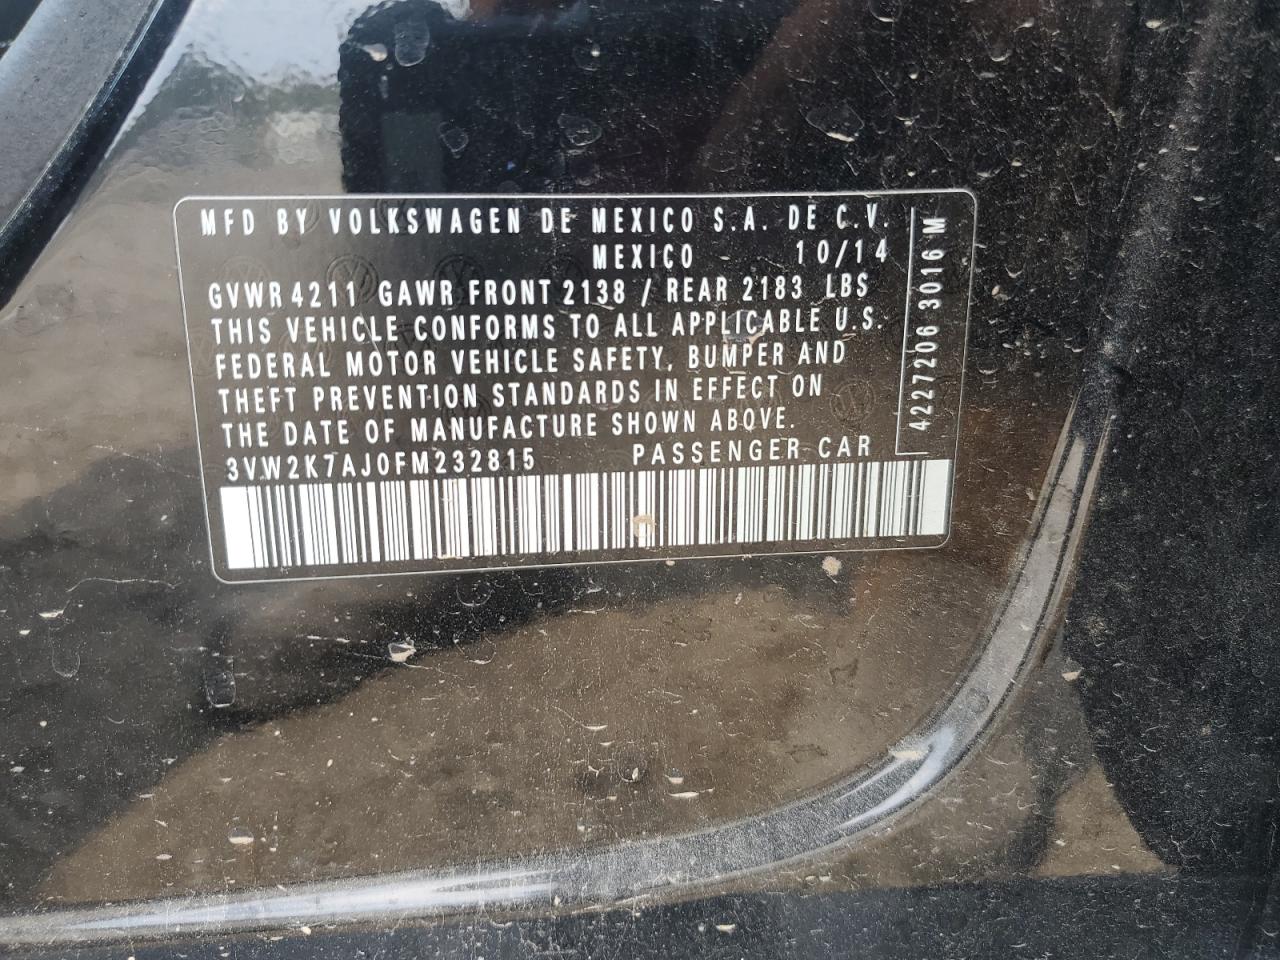 MFD BY VOLKSWAGEN DE MEXICO S.A. DE C.V.
MEXICO 10/14
GVWR 4211 GAWR FRONT 2138 / REAR 2183 LBS
THIS VEHICLE CONFORMS TO ALL APPLICABLE U.S.
FEDERAL MOTOR VEHICLE SAFETY, BUMPER AND
THEFT PREVENTION STANDARDS IN EFFECT ON
THE DATE OF MANUFACTURE SHOWN ABOVE.
3VW2K7AJ0FM232815 PASSENGER CAR
4227206 3016 M